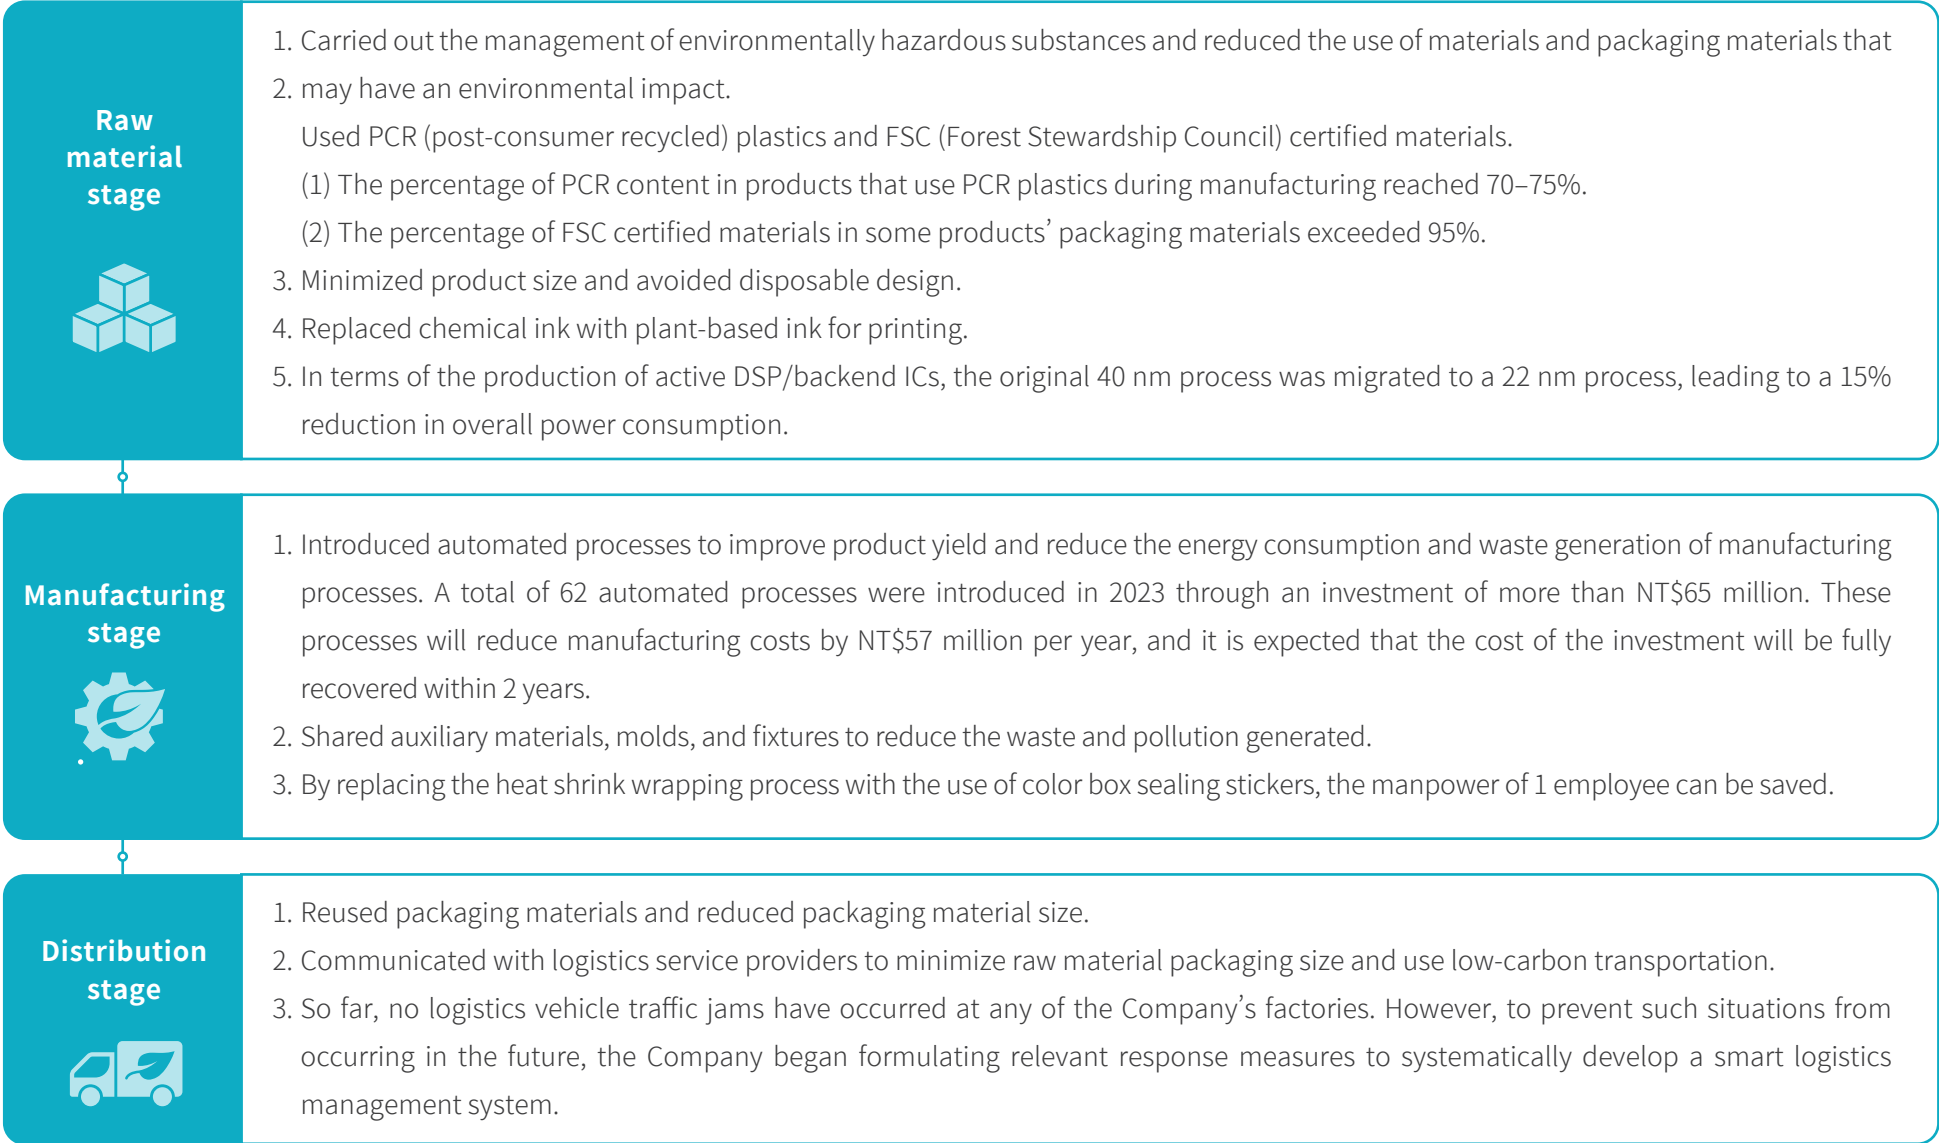 Raw
material
stage
1. Carried out the management of environmentally hazardous substances and reduced the use of materials and packaging materials that
2. may have an environmental impact.
Used PCR (post-consumer recycled) plastics and FSC (Forest Stewardship Council) certified materials.
(1) The percentage of PCR content in products that use PCR plastics during manufacturing reached 70–75%.
(2) The percentage of FSC certified materials in some products’ packaging materials exceeded 95%.
3. Minimized product size and avoided disposable design.
4. Replaced chemical ink with plant-based ink for printing.
5. In terms of the production of active DSP/backend ICs, the original 40 nm process was migrated to a 22 nm process, leading to a 15%
reduction in overall power consumption.
Manufacturing
stage
1. Introduced automated processes to improve product yield and reduce the energy consumption and waste generation of manufacturing
processes. A total of 62 automated processes were introduced in 2023 through an investment of more than NT$65 million. These
processes will reduce manufacturing costs by NT$57 million per year, and it is expected that the cost of the investment will be fully
recovered within 2 years.
2. Shared auxiliary materials, molds, and fixtures to reduce the waste and pollution generated.
3. By replacing the heat shrink wrapping process with the use of color box sealing stickers, the manpower of 1 employee can be saved.
Distribution
stage
1. Reused packaging materials and reduced packaging material size.
2. Communicated with logistics service providers to minimize raw material packaging size and use low-carbon transportation.
3. So far, no logistics vehicle traffic jams have occurred at any of the Company’s factories. However, to prevent such situations from
occurring in the future, the Company began formulating relevant response measures to systematically develop a smart logistics
management system.